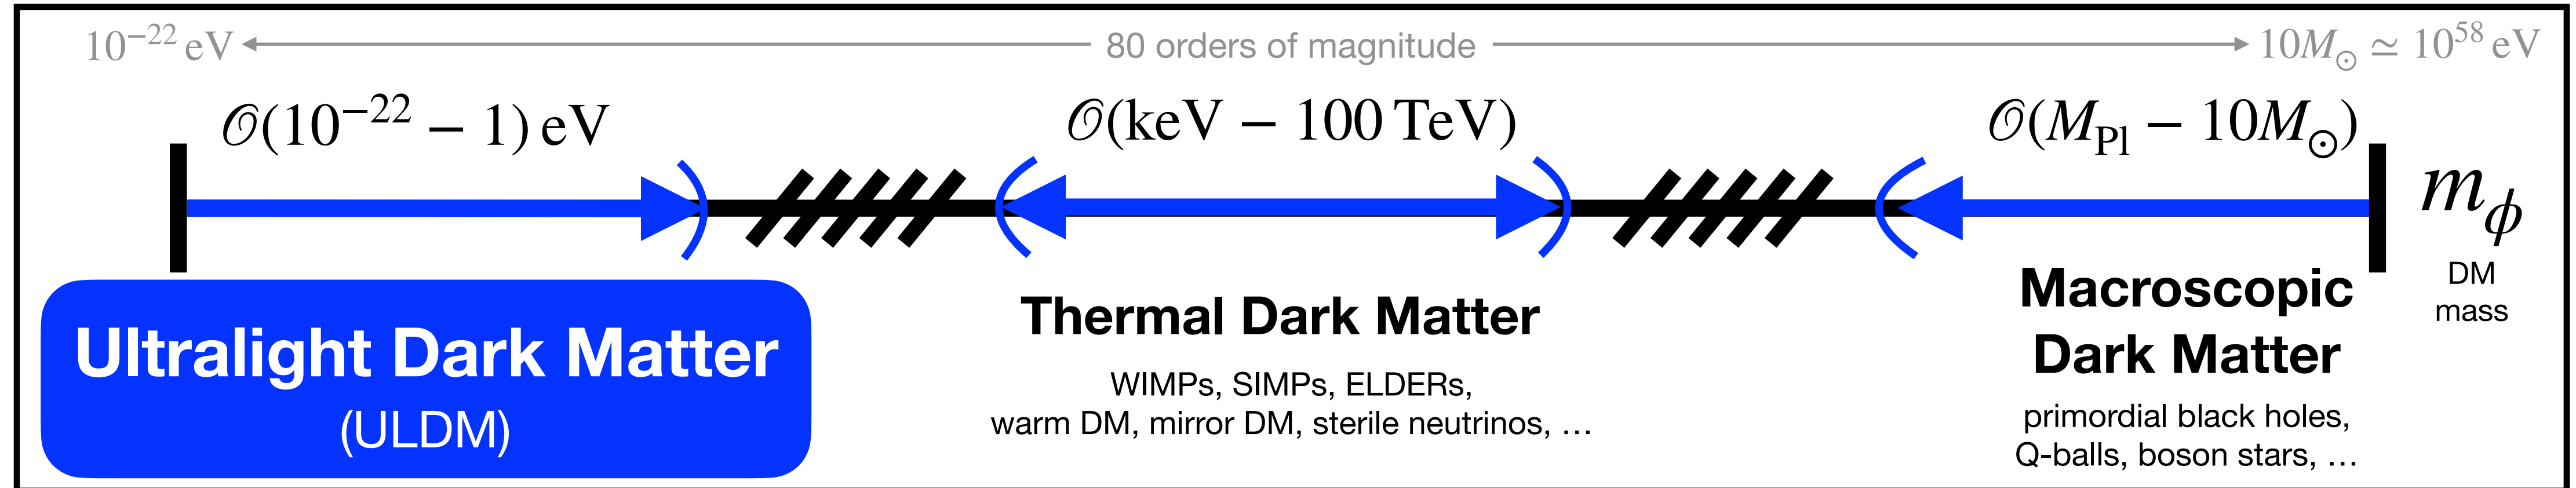 10⁻²² eV 80 orders of magnitude 10M☉ ≃ 10⁵⁸ eV
𝒪(10⁻²² − 1) eV 𝒪(keV − 100 TeV) 𝒪(M_Pl − 10M☉)
m_ϕ
DM
mass
Ultralight Dark Matter
(ULDM)
Thermal Dark Matter
WIMPs, SIMPs, ELDERs,
warm DM, mirror DM, sterile neutrinos, …
Macroscopic
Dark Matter
primordial black holes,
Q-balls, boson stars, …